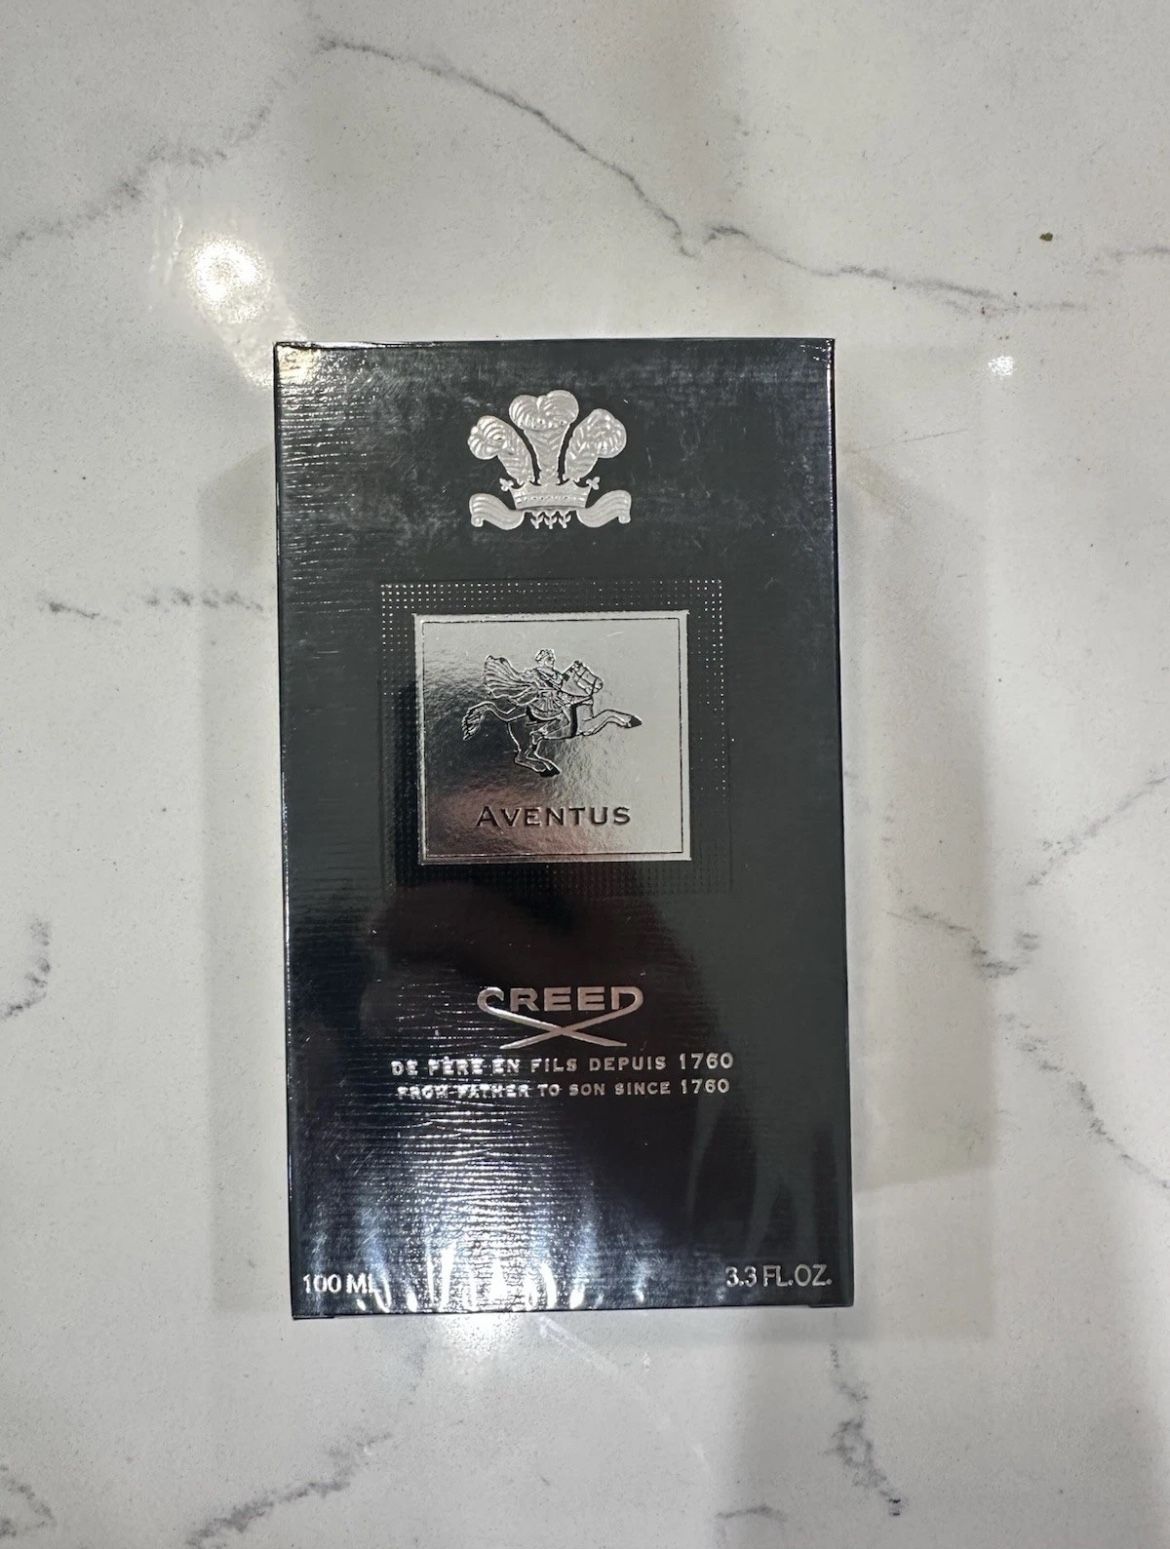 AVENTUS
CREED
DE PÈRE EN FILS DEPUIS 1760
FROM FATHER TO SON SINCE 1760
100 ML
3.3 FL.OZ.